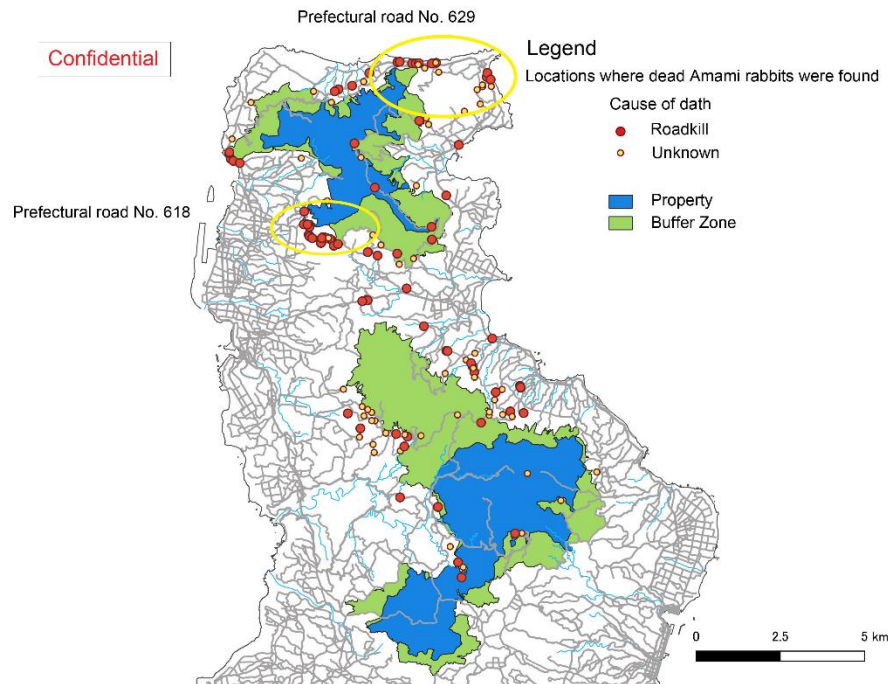 Prefectural road No. 629
Confidential
Legend
Locations where dead Amami rabbits were found
Cause of dath
Roadkill
Unknown
Property
Buffer Zone
Prefectural road No. 618
0 2.5 5 km